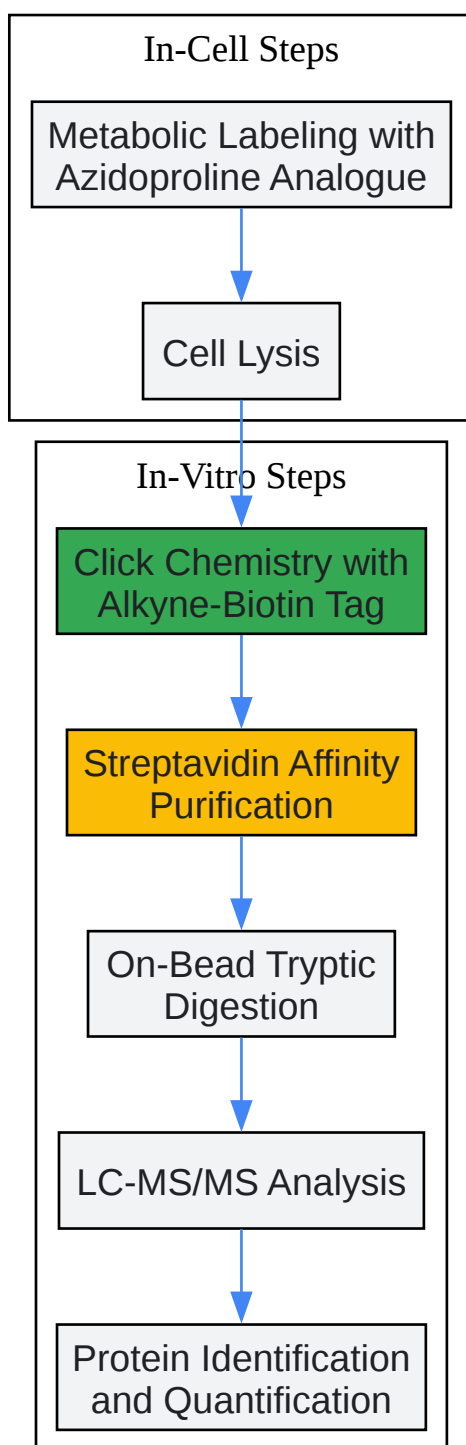 In-Cell Steps
Metabolic Labeling with
Azidoproline Analogue
Cell Lysis
In-Vitro Steps
Click Chemistry with
Alkyne-Biotin Tag
Streptavidin Affinity
Purification
On-Bead Tryptic
Digestion
LC-MS/MS Analysis
Protein Identification
and Quantification